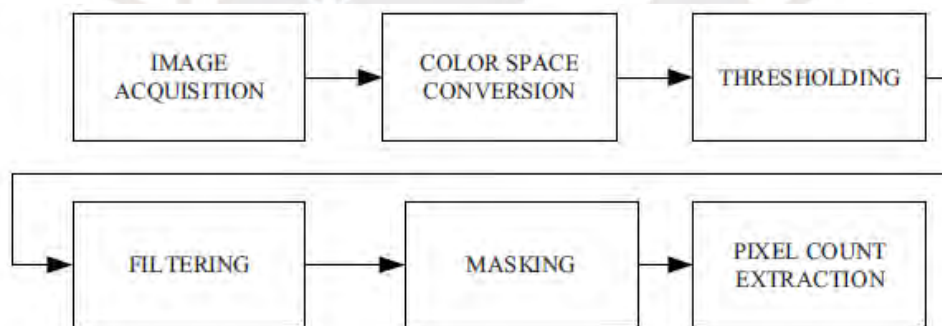 IMAGE
ACQUISITION
COLOR SPACE
CONVERSION
THRESHOLDING
FILTERING
MASKING
PIXEL COUNT
EXTRACTION